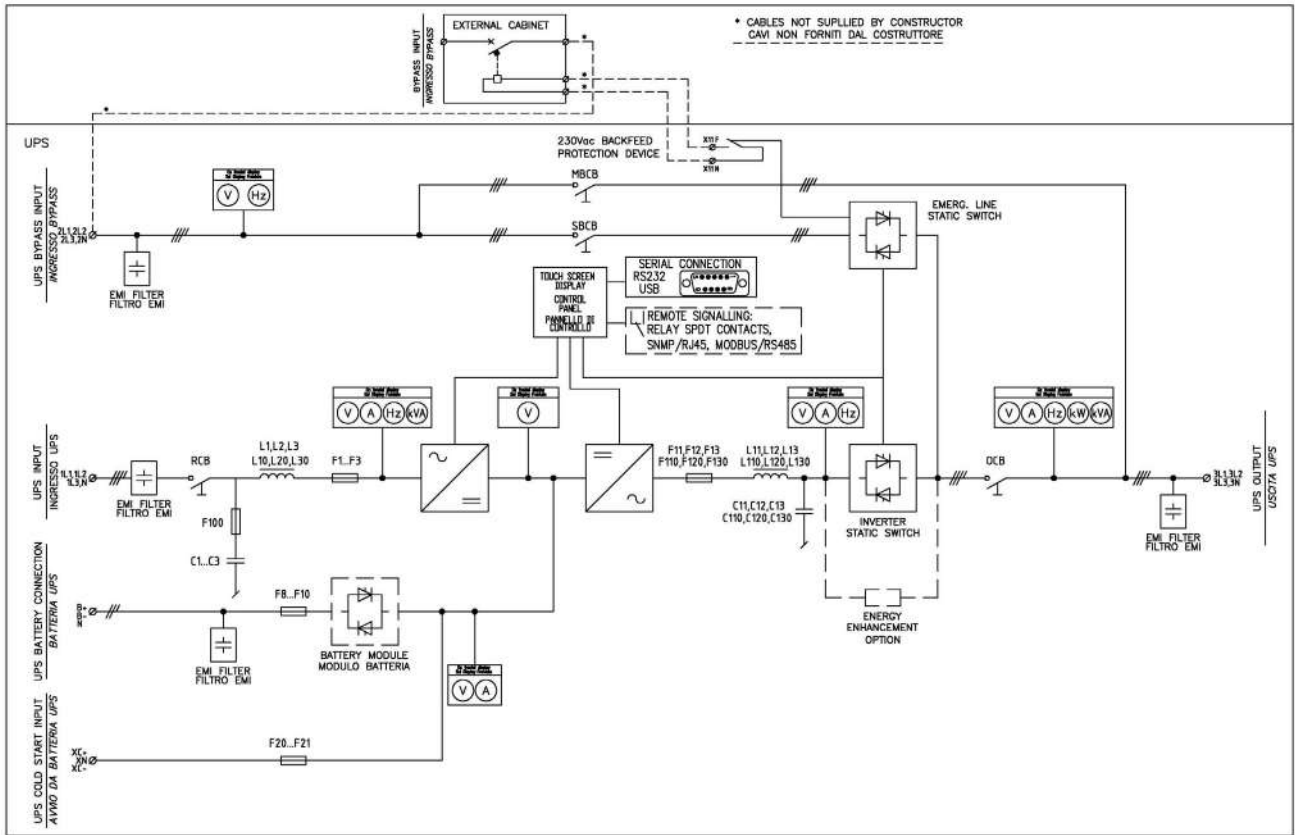 BYPASS INPUT
INGRESSO BYPASS
EXTERNAL CABINET
* CABLES NOT SUPLLIED BY CONSTRUCTOR
CAVI NON FORNITI DAL COSTRUTTORE
*
*
*
*
UPS
230Vac BACKFEED
PROTECTION DEVICE
X11F
X11N
UPS BYPASS INPUT
INGRESSO BYPASS
2L1,2L2
2L3,2N
V Hz
EMI FILTER
FILTRO EMI
MBCB
SBCB
EMERG. LINE
STATIC SWITCH
TOUCH SCREEN
DISPLAY
CONTROL
PANEL
PANNELLO DI
CONTROLLO
SERIAL CONNECTION
RS232
USB
REMOTE SIGNALLING:
RELAY SPDT CONTACTS,
SNMP/RJ45, MODBUS/RS485
UPS INPUT
INGRESSO UPS
1L1,1L2
1L3,N
EMI FILTER
FILTRO EMI
RCB
L1,L2,L3
L10,L20,L30
F1...F3
V A Hz kVA
V
F11,F12,F13
F110,F120,F130
L11,L12,L13
L110,L120,L130
V A Hz
V A Hz kW kVA
F100
C1...C3
C11,C12,C13
C110,C120,C130
INVERTER
STATIC SWITCH
OCB
EMI FILTER
FILTRO EMI
3L1,3L2
3L3,3N
UPS OUTPUT
USCITA UPS
UPS BATTERY CONNECTION
BATTERIA UPS
B+
B-
N
EMI FILTER
FILTRO EMI
F8...F10
BATTERY MODULE
MODULO BATTERIA
V A
ENERGY
ENHANCEMENT
OPTION
UPS COLD START INPUT
AVVIO DA BATTERIA UPS
XC+
XN
XC-
F20...F21